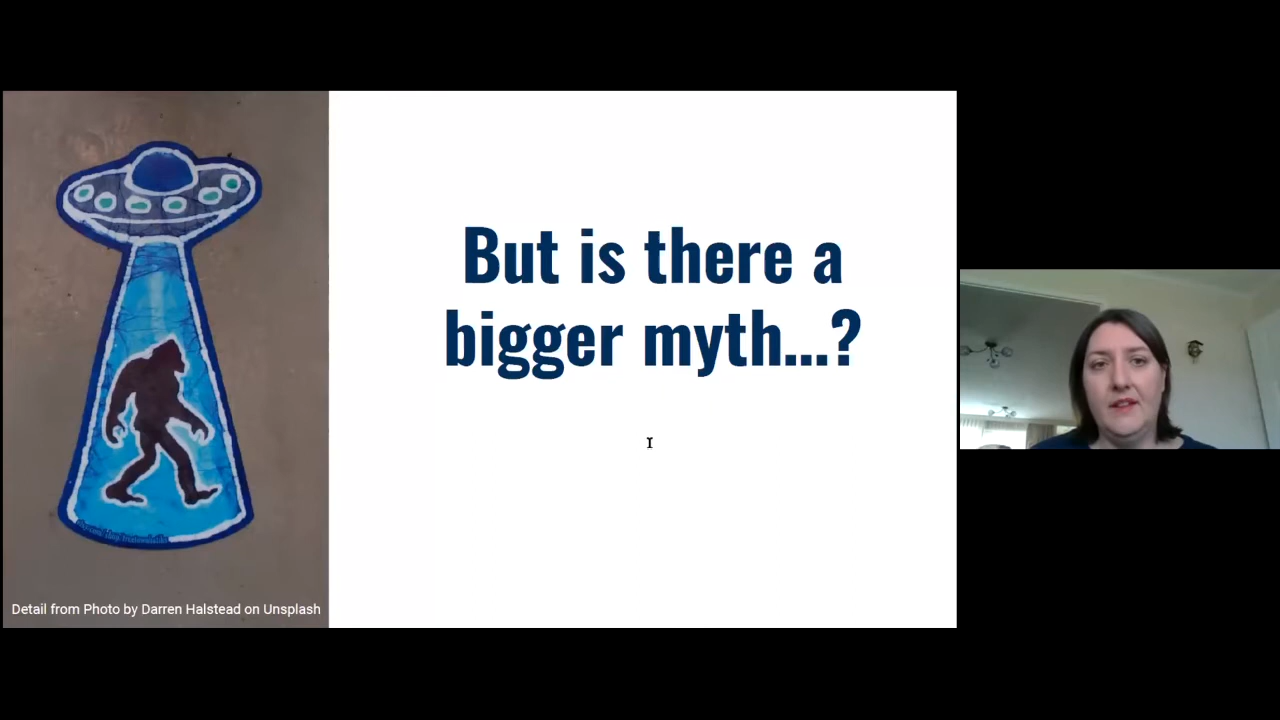 But is there a
bigger myth...?
Detail from Photo by Darren Halstead on Unsplash